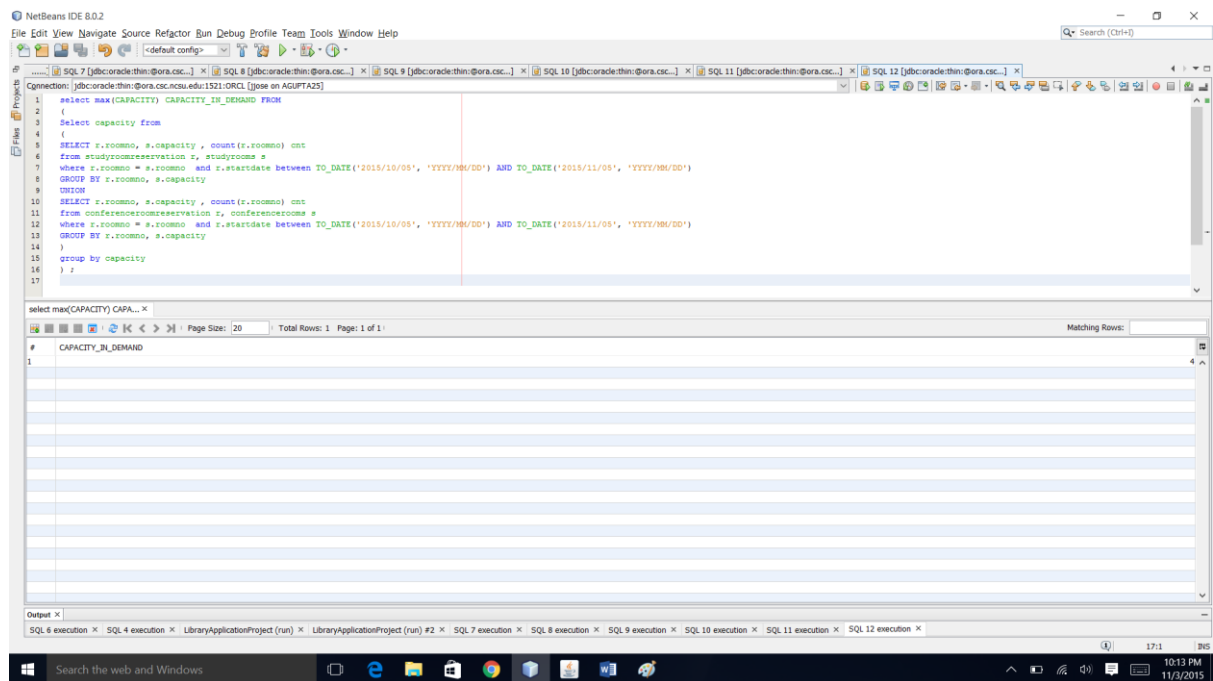 NetBeans IDE 8.0.2
File Edit View Navigate Source Refactor Run Debug Profile Team Tools Window Help
Search (Ctrl+I)
<default config>
..... SQL 7 [jdbc:oracle:thin:@ora.csc...] SQL 8 [jdbc:oracle:thin:@ora.csc...] SQL 9 [jdbc:oracle:thin:@ora.csc...] SQL 10 [jdbc:oracle:thin:@ora.csc...] SQL 11 [jdbc:oracle:thin:@ora.csc...] SQL 12 [jdbc:oracle:thin:@ora.csc...]
Projects
Files
Connection: jdbc:oracle:thin:@ora.csc.ncsu.edu:1521:ORCL [jjose on AGUPTA25]
1 select max(CAPACITY) CAPACITY_IN_DEMAND FROM
2 (
3 Select capacity from
4 (
5 SELECT r.roomno, s.capacity , count(r.roomno) cnt
6 from studyroomreservation r, studyrooms s
7 where r.roomno = s.roomno and r.startdate between TO_DATE('2015/10/05', 'YYYY/MM/DD') AND TO_DATE('2015/11/05', 'YYYY/MM/DD')
8 GROUP BY r.roomno, s.capacity
9 UNION
10 SELECT r.roomno, s.capacity , count(r.roomno) cnt
11 from conferenceroomreservation r, conferencerooms s
12 where r.roomno = s.roomno and r.startdate between TO_DATE('2015/10/05', 'YYYY/MM/DD') AND TO_DATE('2015/11/05', 'YYYY/MM/DD')
13 GROUP BY r.roomno, s.capacity
14 )
15 group by capacity
16 ) ;
17
select max(CAPACITY) CAPA...
Page Size: 20 Total Rows: 1 Page: 1 of 1 Matching Rows:
# CAPACITY_IN_DEMAND
1 4
Output
SQL 6 execution SQL 4 execution LibraryApplicationProject (run) LibraryApplicationProject (run) #2 SQL 7 execution SQL 8 execution SQL 9 execution SQL 10 execution SQL 11 execution SQL 12 execution
17:1 INS
Search the web and Windows
10:13 PM
11/3/2015